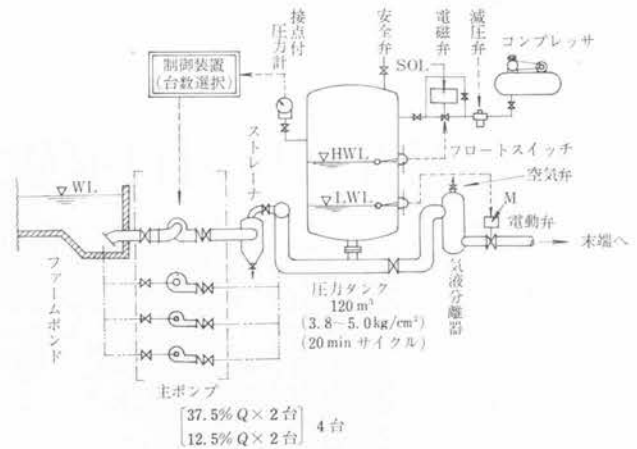 接点付
圧力計
安全弁
電磁弁
減圧弁
コンプレッサ
SOL
制御装置
(台数選択)
ストレーナ
HWL
フロートスイッチ
WL
LWL
空気弁
M
電動弁
末端へ
ファームポンド
圧力タンク
120 m³
(3.8~5.0kg/cm²)
(20 min サイクル)
気液分離器
主ポンプ
37.5% Q×2台
12.5% Q×2台
4台